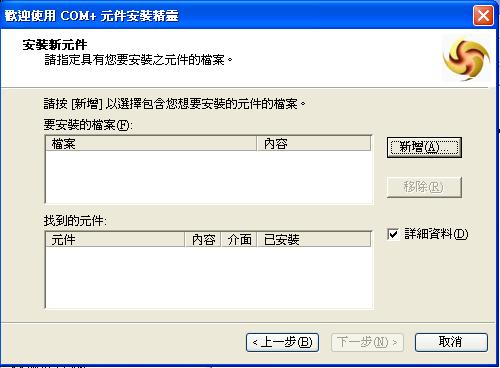 歡迎使用 COM+ 元件安裝精靈
安裝新元件
請指定具有您要安裝之元件的檔案。
請按 [新增] 以選擇包含您想要安裝的元件的檔案。
要安裝的檔案(F):
檔案 內容
新增(A)...
移除(R)
找到的元件:
元件 內容 介面 已安裝
詳細資料(D)
< 上一步(B) 下一步(N) > 取消